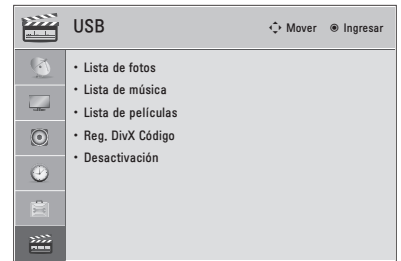 USB
Mover Ingresar
• Lista de fotos
• Lista de música
• Lista de películas
• Reg. DivX Código
• Desactivación